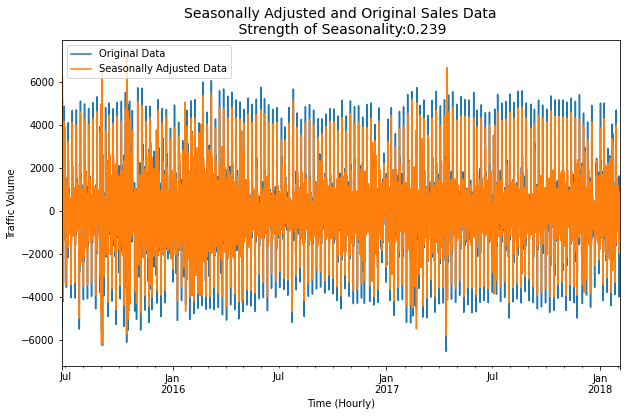 Seasonally Adjusted and Original Sales Data
Strength of Seasonality:0.239
Original Data
Seasonally Adjusted Data
Traffic Volume
6000
4000
2000
0
−2000
−4000
−6000
Jul
Jan
2016
Jul
Jan
2017
Jul
Jan
2018
Time (Hourly)